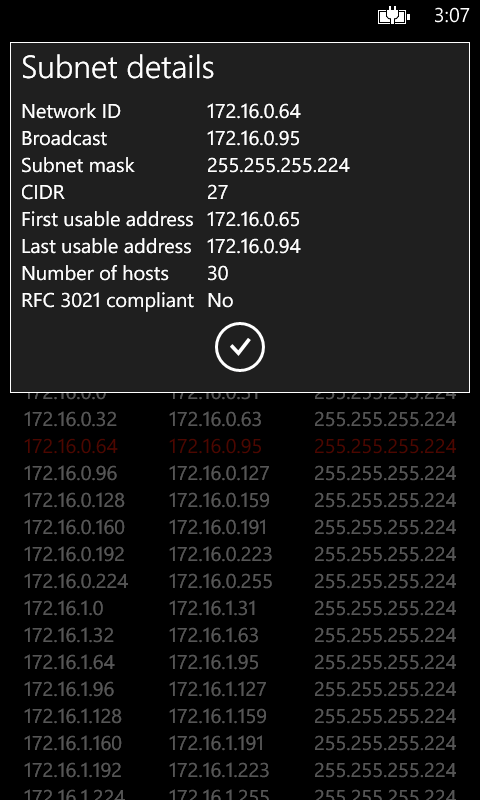 3:07
Subnet details
Network ID 172.16.0.64
Broadcast 172.16.0.95
Subnet mask 255.255.255.224
CIDR 27
First usable address 172.16.0.65
Last usable address 172.16.0.94
Number of hosts 30
RFC 3021 compliant No
172.16.0.0 172.16.0.31 255.255.255.224
172.16.0.32 172.16.0.63 255.255.255.224
172.16.0.64 172.16.0.95 255.255.255.224
172.16.0.96 172.16.0.127 255.255.255.224
172.16.0.128 172.16.0.159 255.255.255.224
172.16.0.160 172.16.0.191 255.255.255.224
172.16.0.192 172.16.0.223 255.255.255.224
172.16.0.224 172.16.0.255 255.255.255.224
172.16.1.0 172.16.1.31 255.255.255.224
172.16.1.32 172.16.1.63 255.255.255.224
172.16.1.64 172.16.1.95 255.255.255.224
172.16.1.96 172.16.1.127 255.255.255.224
172.16.1.128 172.16.1.159 255.255.255.224
172.16.1.160 172.16.1.191 255.255.255.224
172.16.1.192 172.16.1.223 255.255.255.224
172.16.1.224 172.16.1.255 255.255.255.224